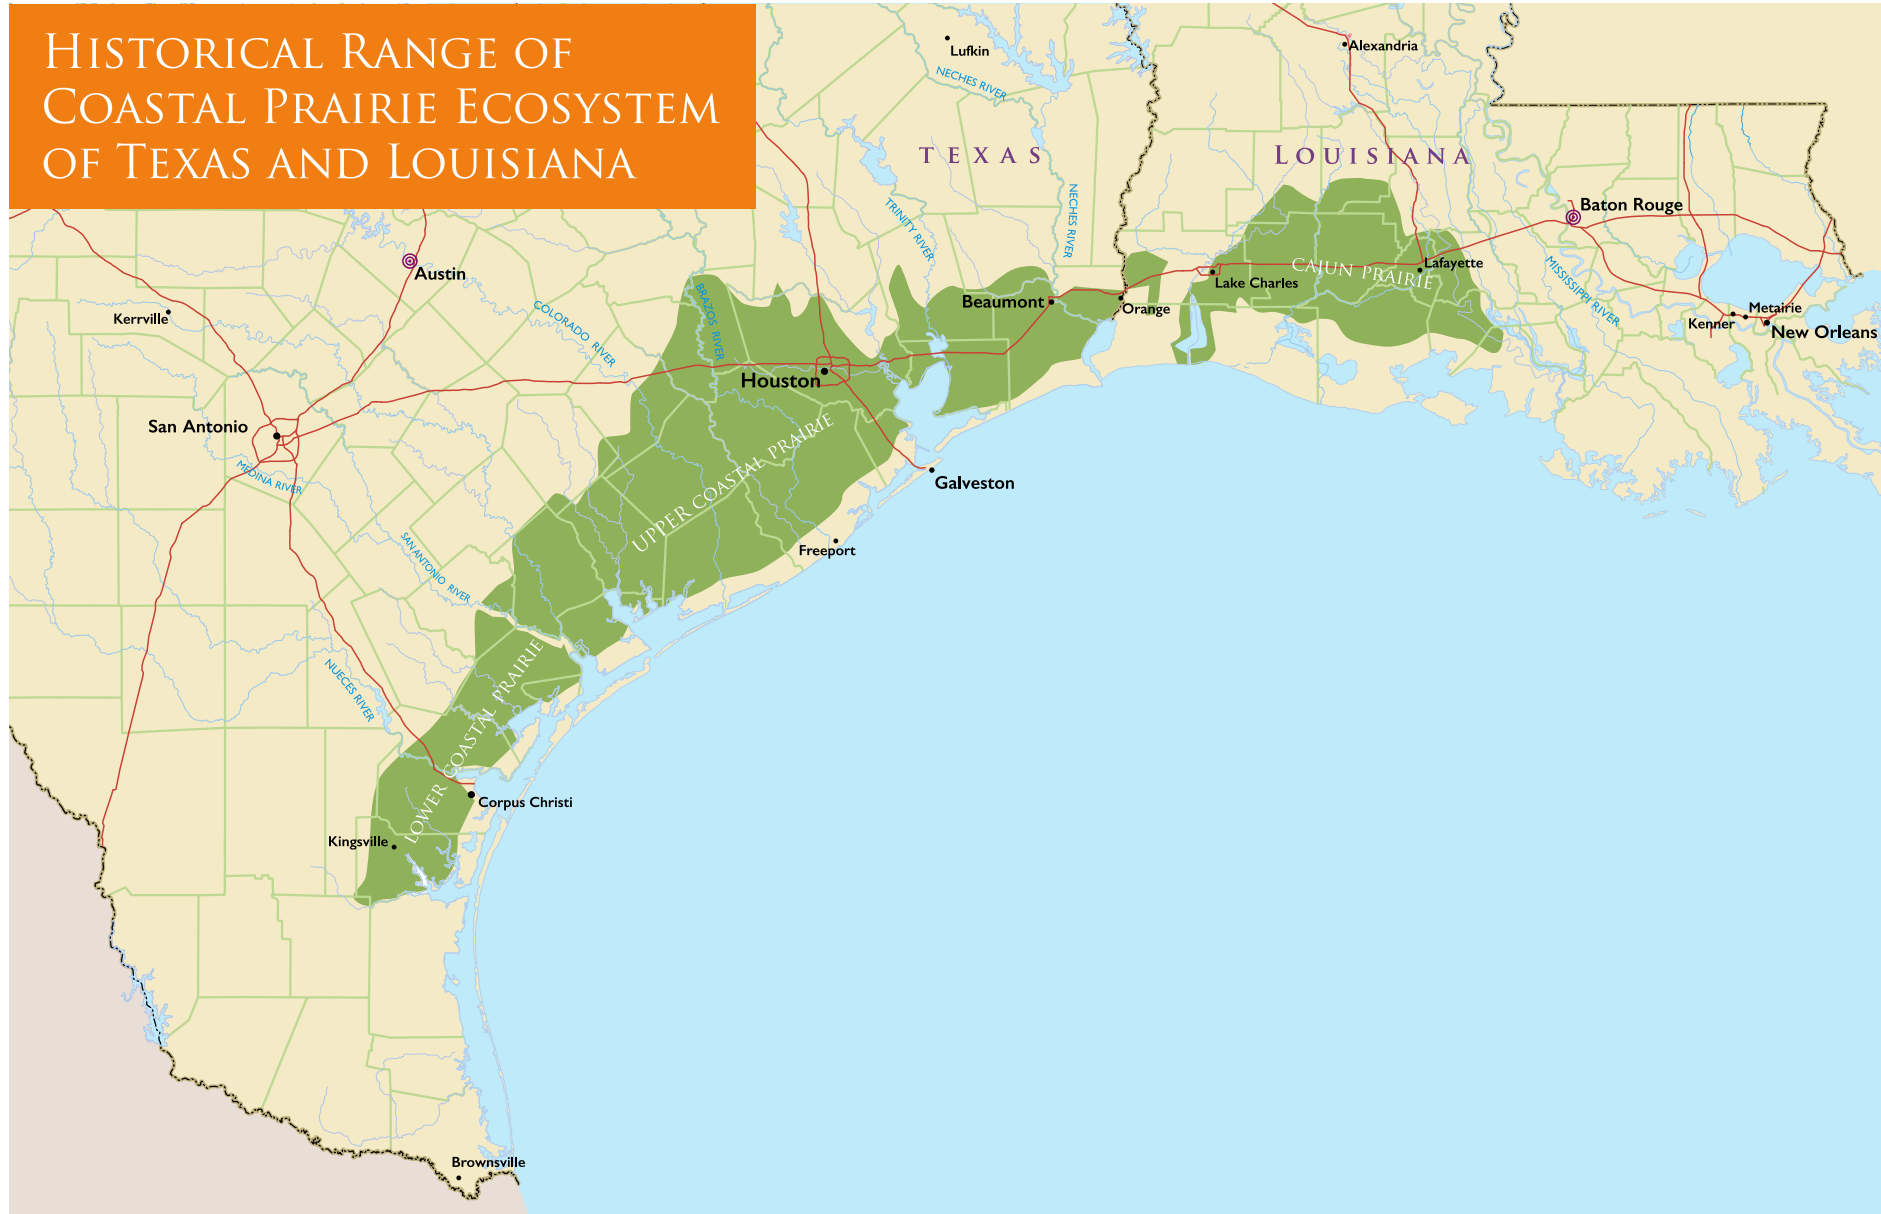 HISTORICAL RANGE OF
COASTAL PRAIRIE ECOSYSTEM
OF TEXAS AND LOUISIANA
Lufkin
NECHES RIVER
Alexandria
TEXAS
LOUISIANA
TRINITY RIVER
NECHES RIVER
Baton Rouge
Austin
Kerrville
COLORADO RIVER
BRAZOS RIVER
Beaumont
Orange
Lake Charles
CAJUN PRAIRIE
Lafayette
MISSISSIPPI RIVER
Metairie
Kenner
New Orleans
Houston
San Antonio
MEDINA RIVER
UPPER COASTAL PRAIRIE
Galveston
Freeport
SAN ANTONIO RIVER
NUECES RIVER
LOWER COASTAL PRAIRIE
Corpus Christi
Kingsville
Brownsville